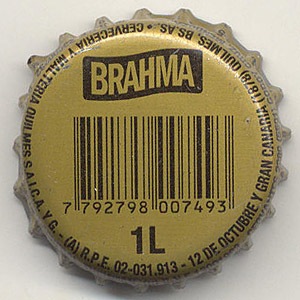 BRAHMA
7 792798 007493
1L
CERVECERIA Y MALTERIA QUILMES S.A.I.C.A. Y G. - (A) R.P.E. 02-031.913 - 12 DE OCTUBRE Y GRAN CANARIA (1878) QUILMES, BS AS •